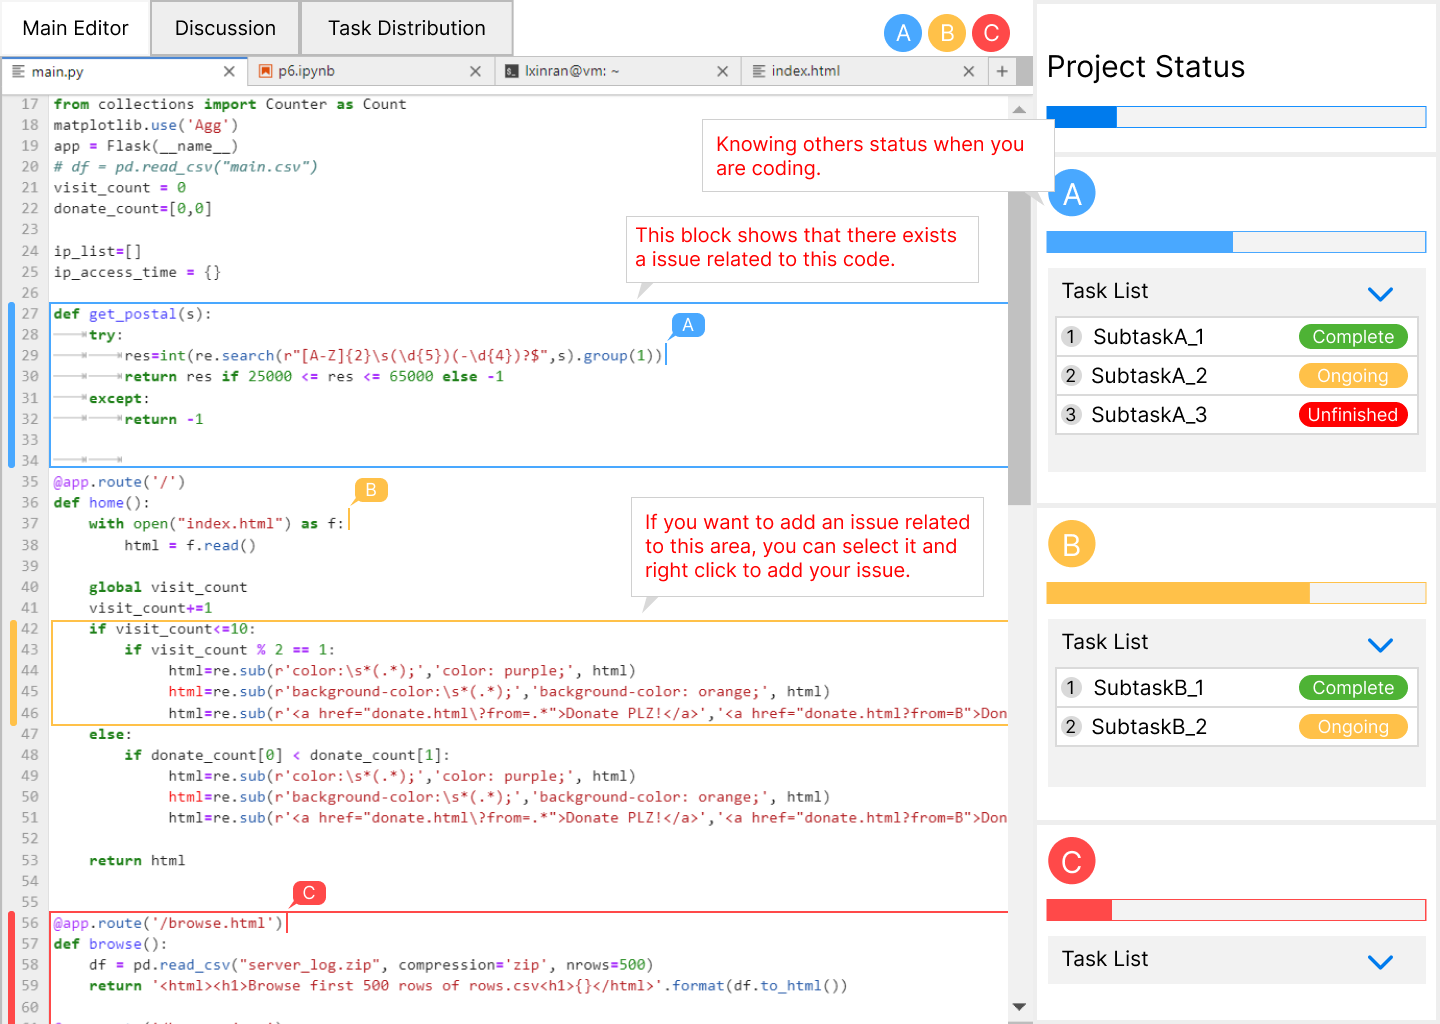 Main Editor
Discussion
Task Distribution
A
B
C
main.py
p6.ipynb
lxinran@vm: ~
index.html
17 from collections import Counter as Count
18 matplotlib.use('Agg')
19 app = Flask(__name__)
20 # df = pd.read_csv("main.csv")
21 visit_count = 0
22 donate_count=[0,0]
23
24 ip_list=[]
25 ip_access_time = {}
26
27 def get_postal(s):
28 try:
29 res=int(re.search(r"[A-Z]{2}\s(\d{5})(-\d{4})?$",s).group(1))
30 return res if 25000 <= res <= 65000 else -1
31 except:
32 return -1
33
34
35 @app.route('/')
36 def home():
37 with open("index.html") as f:
38 html = f.read()
39
40 global visit_count
41 visit_count+=1
42 if visit_count<=10:
43 if visit_count % 2 == 1:
44 html=re.sub(r'color:\s*(.*);','color: purple;', html)
45 html=re.sub(r'background-color:\s*(.*);','background-color: orange;', html)
46 html=re.sub(r'<a href="donate.html\?from=.*">Donate PLZ!</a>','<a href="donate.html?from=B">Don
47 else:
48 if donate_count[0] < donate_count[1]:
49 html=re.sub(r'color:\s*(.*);','color: purple;', html)
50 html=re.sub(r'background-color:\s*(.*);','background-color: orange;', html)
51 html=re.sub(r'<a href="donate.html\?from=.*">Donate PLZ!</a>','<a href="donate.html?from=B">Don
52
53 return html
54
55
56 @app.route('/browse.html')
57 def browse():
58 df = pd.read_csv("server_log.zip", compression='zip', nrows=500)
59 return '<html><h1>Browse first 500 rows of rows.csv<h1>{}</html>'.format(df.to_html())
60
A
B
C
Knowing others status when you
are coding.
This block shows that there exists
a issue related to this code.
If you want to add an issue related
to this area, you can select it and
right click to add your issue.
Project Status
A
Task List
1 SubtaskA_1 Complete
2 SubtaskA_2 Ongoing
3 SubtaskA_3 Unfinished
B
Task List
1 SubtaskB_1 Complete
2 SubtaskB_2 Ongoing
C
Task List